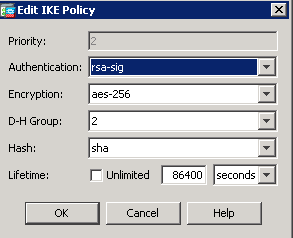 Edit IKE Policy
Priority: 2
Authentication: rsa-sig
Encryption: aes-256
D-H Group: 2
Hash: sha
Lifetime: Unlimited 86400 seconds
OK Cancel Help